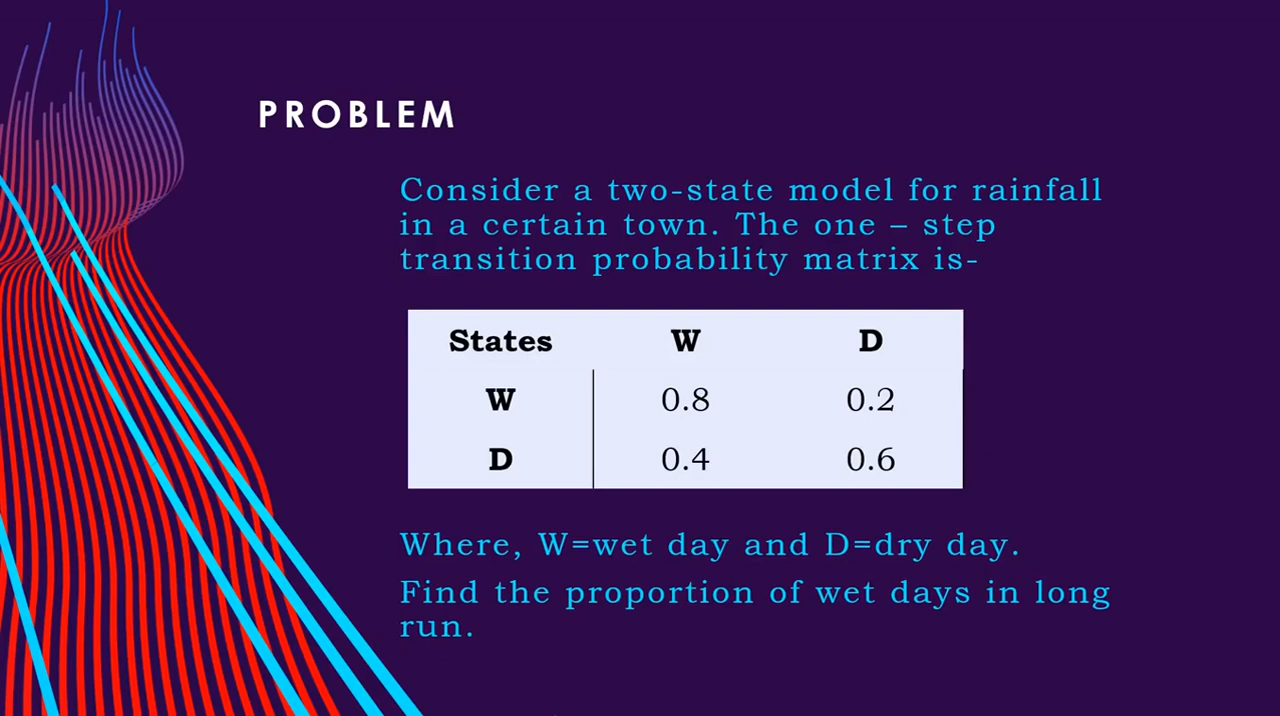 PROBLEM
Consider a two-state model for rainfall
in a certain town. The one – step
transition probability matrix is-
States W D
W 0.8 0.2
D 0.4 0.6
Where, W=wet day and D=dry day.
Find the proportion of wet days in long
run.